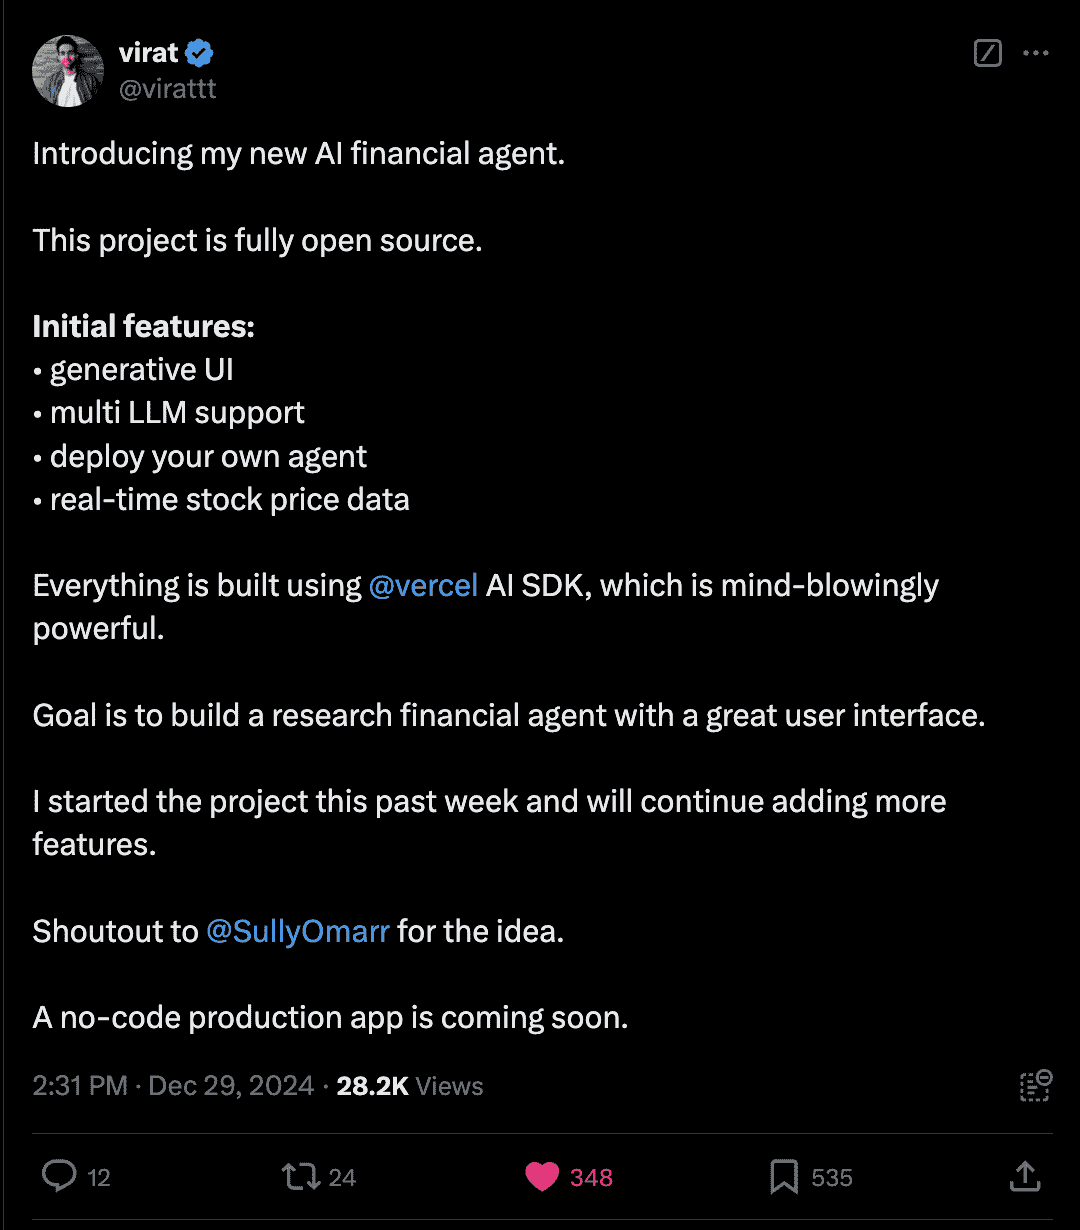 virat
@virattt
Introducing my new AI financial agent.
This project is fully open source.
Initial features:
• generative UI
• multi LLM support
• deploy your own agent
• real-time stock price data
Everything is built using @vercel AI SDK, which is mind-blowingly
powerful.
Goal is to build a research financial agent with a great user interface.
I started the project this past week and will continue adding more
features.
Shoutout to @SullyOmarr for the idea.
A no-code production app is coming soon.
2:31 PM · Dec 29, 2024 · 28.2K Views
12 24 348 535